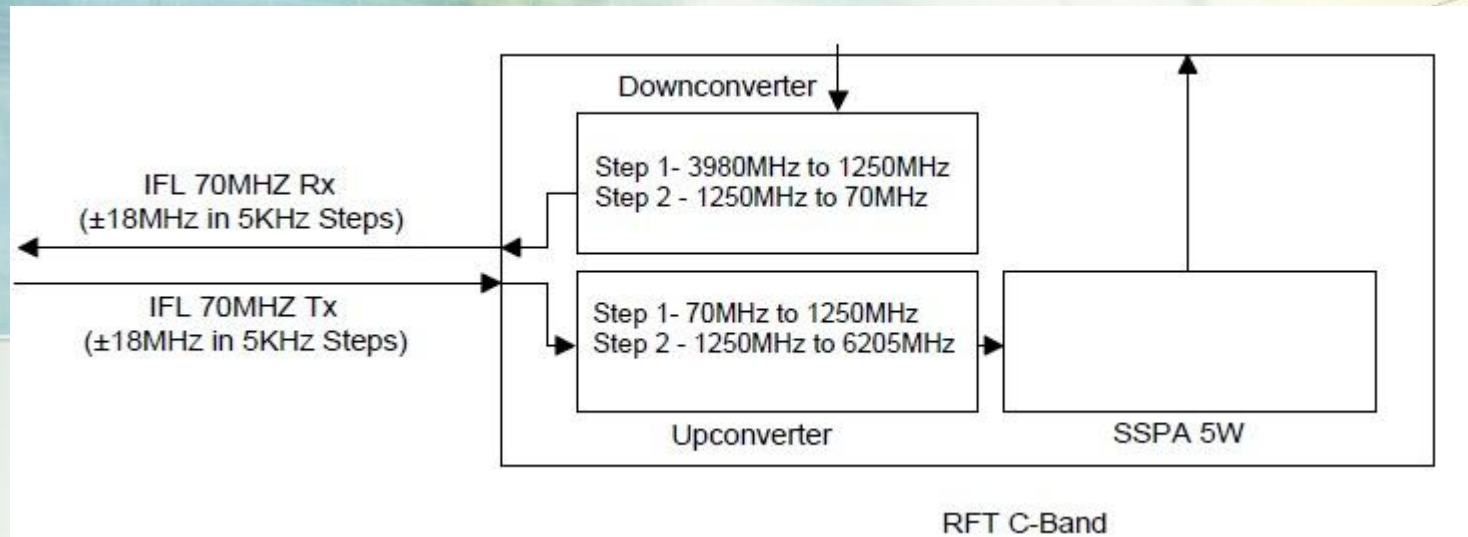 Downconverter
Step 1- 3980MHz to 1250MHz
Step 2 - 1250MHz to 70MHz
IFL 70MHZ Rx
(±18MHz in 5KHz Steps)
IFL 70MHZ Tx
(±18MHz in 5KHz Steps)
Step 1- 70MHz to 1250MHz
Step 2 - 1250MHz to 6205MHz
Upconverter
SSPA 5W
RFT C-Band